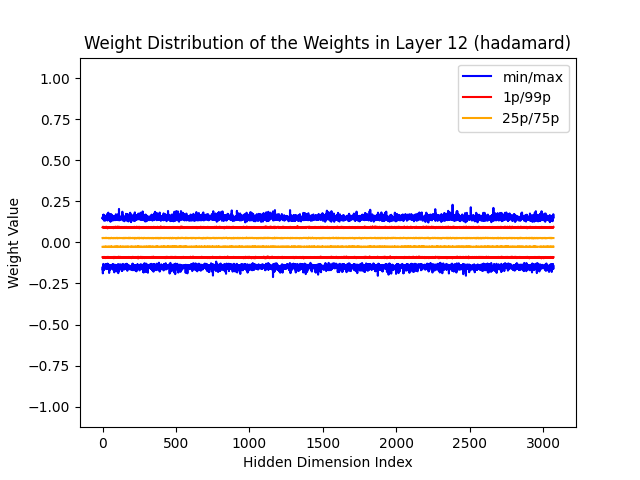 Weight Distribution of the Weights in Layer 12 (hadamard)
min/max
1p/99p
25p/75p
1.00
0.75
0.50
0.25
0.00
−0.25
−0.50
−0.75
−1.00
Weight Value
0
500
1000
1500
2000
2500
3000
Hidden Dimension Index